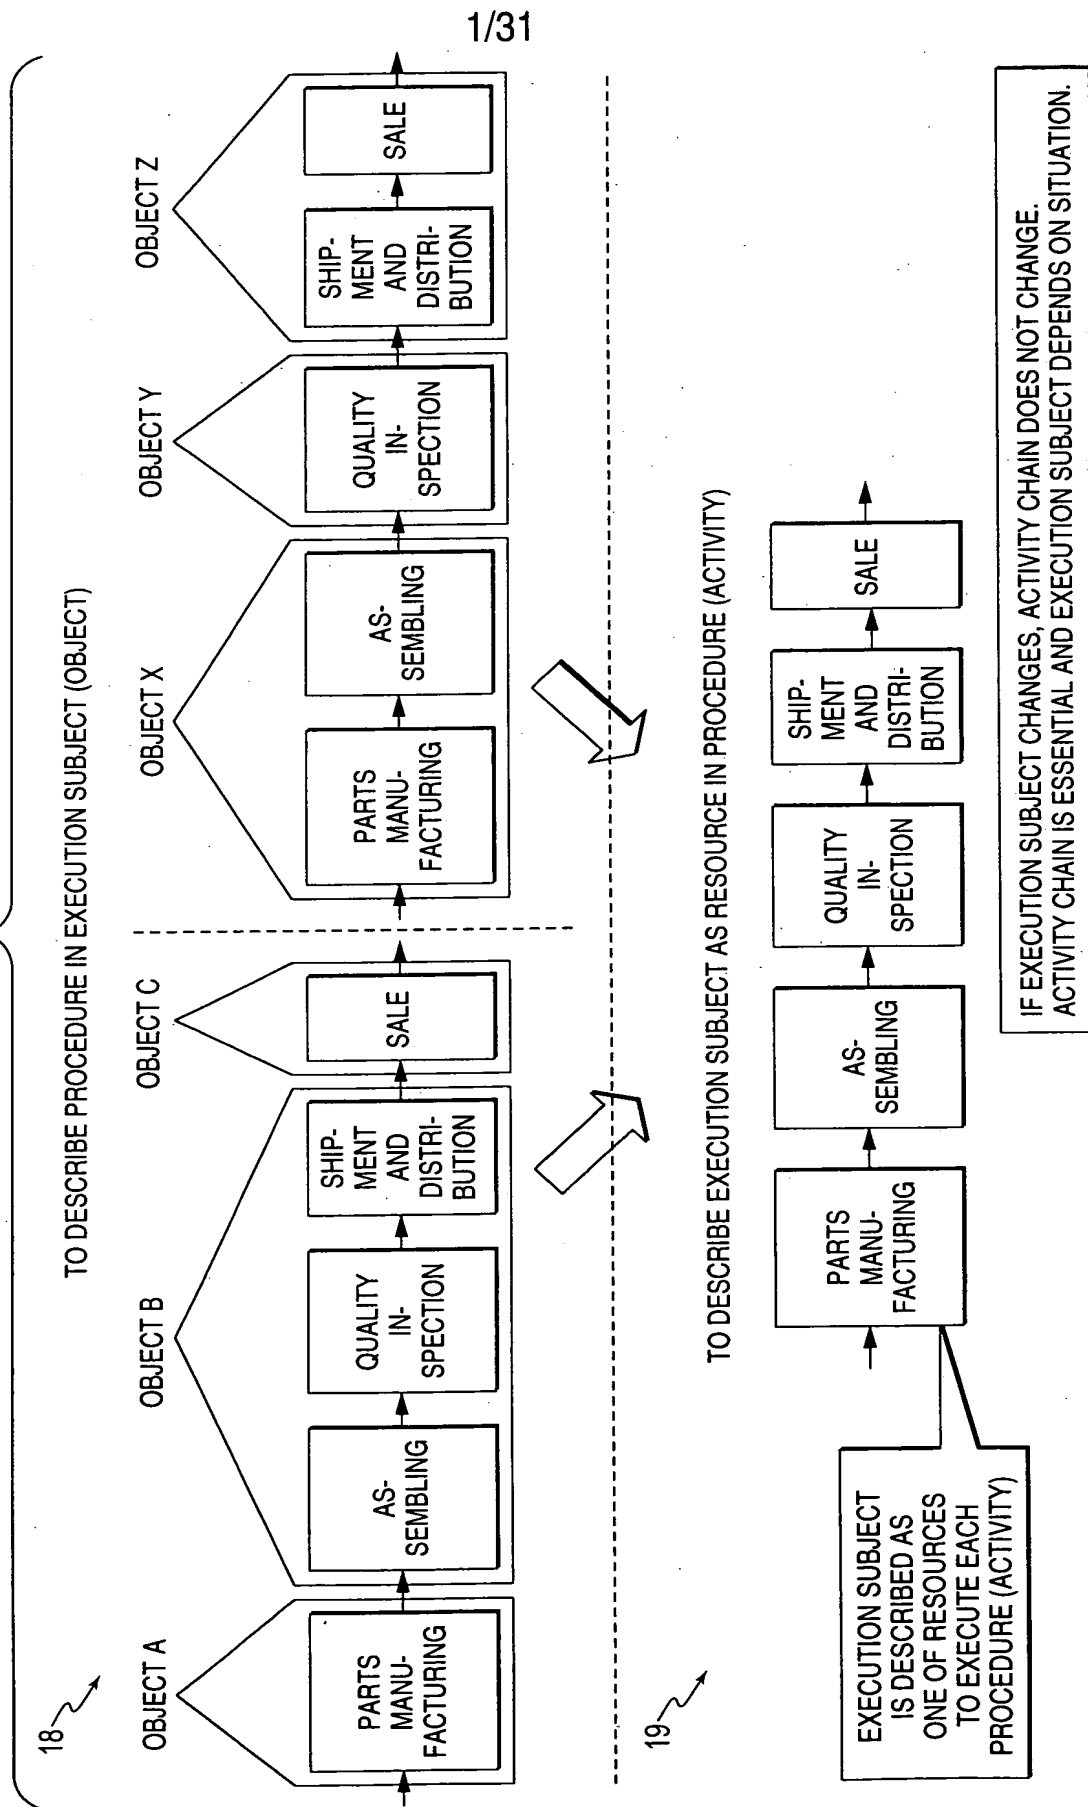 1/31
18
TO DESCRIBE PROCEDURE IN EXECUTION SUBJECT (OBJECT)
OBJECT A
PARTS
MANU-
FACTURING
OBJECT B
AS-
SEMBLING
QUALITY
IN-
SPECTION
SHIP-
MENT
AND
DISTRI-
BUTION
OBJECT C
SALE
OBJECT X
PARTS
MANU-
FACTURING
AS-
SEMBLING
OBJECT Y
QUALITY
IN-
SPECTION
OBJECT Z
SHIP-
MENT
AND
DISTRI-
BUTION
SALE
19
TO DESCRIBE EXECUTION SUBJECT AS RESOURCE IN PROCEDURE (ACTIVITY)
PARTS
MANU-
FACTURING
AS-
SEMBLING
QUALITY
IN-
SPECTION
SHIP-
MENT
AND
DISTRI-
BUTION
SALE
EXECUTION SUBJECT
IS DESCRIBED AS
ONE OF RESOURCES
TO EXECUTE EACH
PROCEDURE (ACTIVITY)
IF EXECUTION SUBJECT CHANGES, ACTIVITY CHAIN DOES NOT CHANGE.
ACTIVITY CHAIN IS ESSENTIAL AND EXECUTION SUBJECT DEPENDS ON SITUATION.